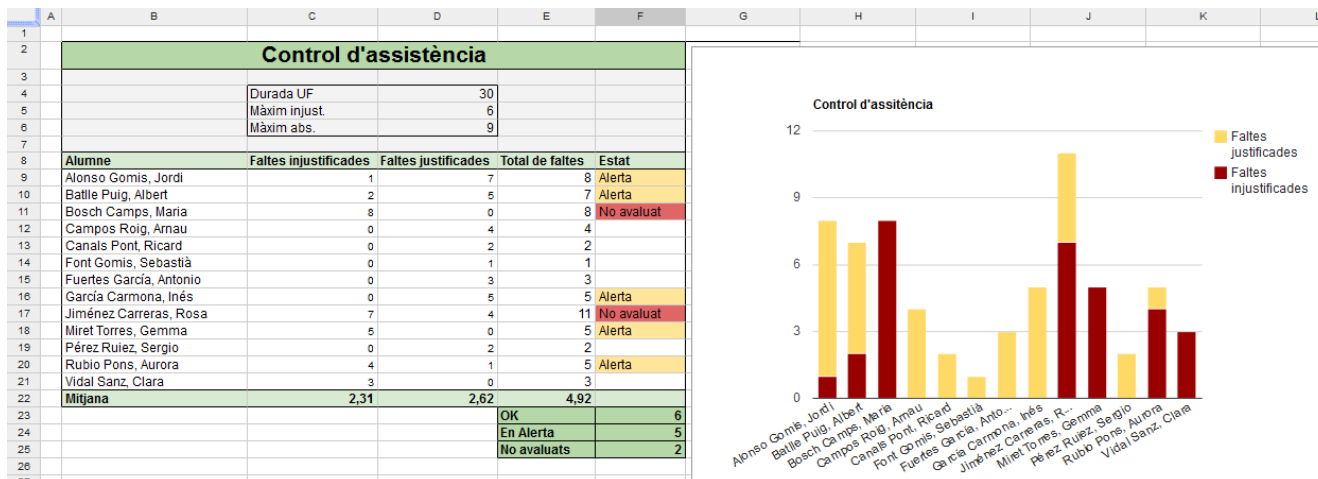 A B C D E F G H I J K L
1
2 Control d'assistència
3
4 Durada UF 30
5 Màxim injust. 6
6 Màxim abs. 9
7
8 Alumne Faltes injustificades Faltes justificades Total de faltes Estat
9 Alonso Gomis, Jordi 1 7 8 Alerta
10 Batlle Puig, Albert 2 5 7 Alerta
11 Bosch Camps, Maria 8 0 8 No avaluat
12 Campos Roig, Arnau 0 4 4
13 Canals Pont, Ricard 0 2 2
14 Font Gomis, Sebastià 0 1 1
15 Fuertes García, Antonio 0 3 3
16 García Carmona, Inés 0 5 5 Alerta
17 Jiménez Carreras, Rosa 7 4 11 No avaluat
18 Miret Torres, Gemma 5 0 5 Alerta
19 Pérez Ruiez, Sergio 0 2 2
20 Rubio Pons, Aurora 4 1 5 Alerta
21 Vidal Sanz, Clara 3 0 3
22 Mitjana 2,31 2,62 4,92
23 OK 6
24 En Alerta 5
25 No avaluats 2
26
Control d'assitència
12
9
6
3
0
Faltes
justificades
Faltes
injustificades
Alonso Gomis, Jordi
Batlle Puig, Albert
Bosch Camps, Maria
Campos Roig, Arnau
Canals Pont, Ricard
Font Gomis, Sebastià
Fuertes García, Anto...
García Carmona, Inés
Jiménez Carreras, R...
Miret Torres, Gemma
Pérez Ruiez, Sergio
Rubio Pons, Aurora
Vidal Sanz, Clara